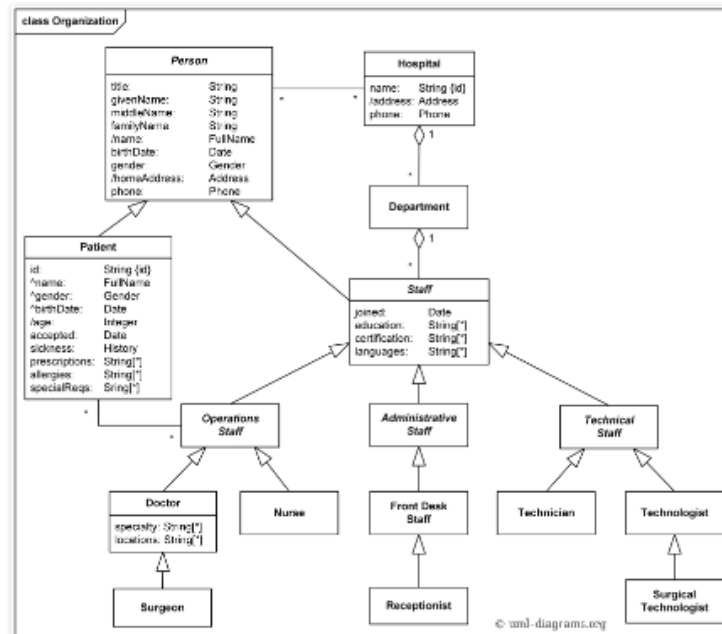 class Organization
Person
title: String
givenName: String
middleName: String
familyName String
/name: FullName
birthDate: Date
gender: Gender
/homeAddress: Address
phone: Phone
Hospital
name: String {id}
/address: Address
phone: Phone
*
*
1
*
Department
1
*
Patient
id: String {id}
^name: FullName
^gender: Gender
^birthDate: Date
/age: Integer
accepted: Date
sickness: History
prescriptions: String[*]
allergies: String[*]
specialReqs: Sring[*]
Staff
joined: Date
education: String[*]
certification: String[*]
languages: String[*]
*
*
Operations
Staff
Administrative
Staff
Technical
Staff
Doctor
specialty: String[*]
locations: String[*]
Nurse
Front Desk
Staff
Technician
Technologist
Surgeon
Receptionist
Surgical
Technologist
© uml-diagrams.org